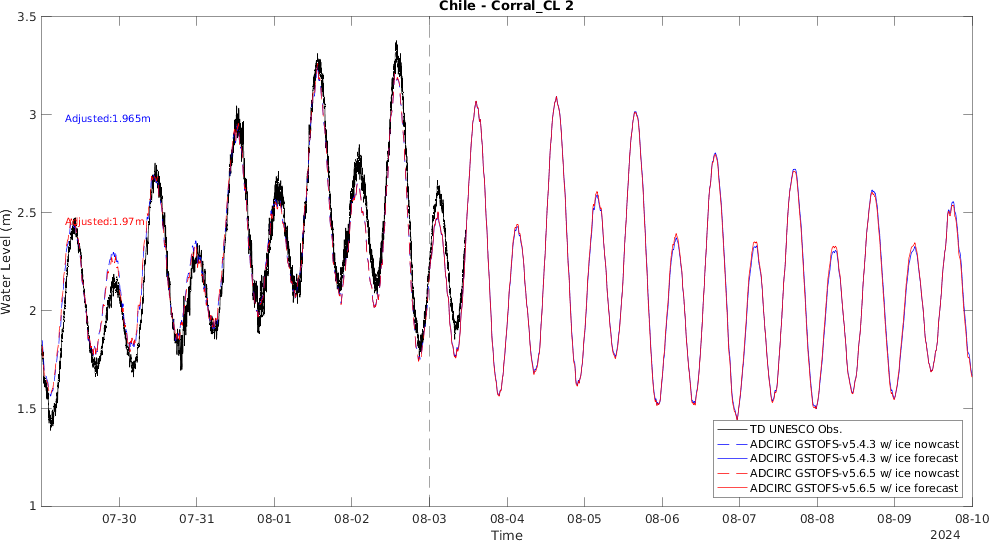 Chile - Corral_CL 2
3.5
3
2.5
2
1.5
1
Water Level (m)
Adjusted:1.965m
Adjusted:1.97m
TD UNESCO Obs.
ADCIRC GSTOFS-v5.4.3 w/ ice nowcast
ADCIRC GSTOFS-v5.4.3 w/ ice forecast
ADCIRC GSTOFS-v5.6.5 w/ ice nowcast
ADCIRC GSTOFS-v5.6.5 w/ ice forecast
07-30 07-31 08-01 08-02 08-03 08-04 08-05 08-06 08-07 08-08 08-09 08-10
Time
2024